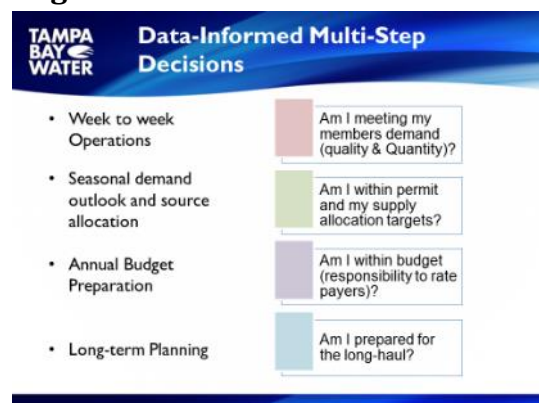 TAMPA
BAY
WATER
Data-Informed Multi-Step
Decisions
• Week to week
Operations
Am I meeting my
members demand
(quality & Quantity)?
• Seasonal demand
outlook and source
allocation
Am I within permit
and my supply
allocation targets?
• Annual Budget
Preparation
Am I within budget
(responsibility to rate
payers)?
• Long-term Planning
Am I prepared for
the long-haul?